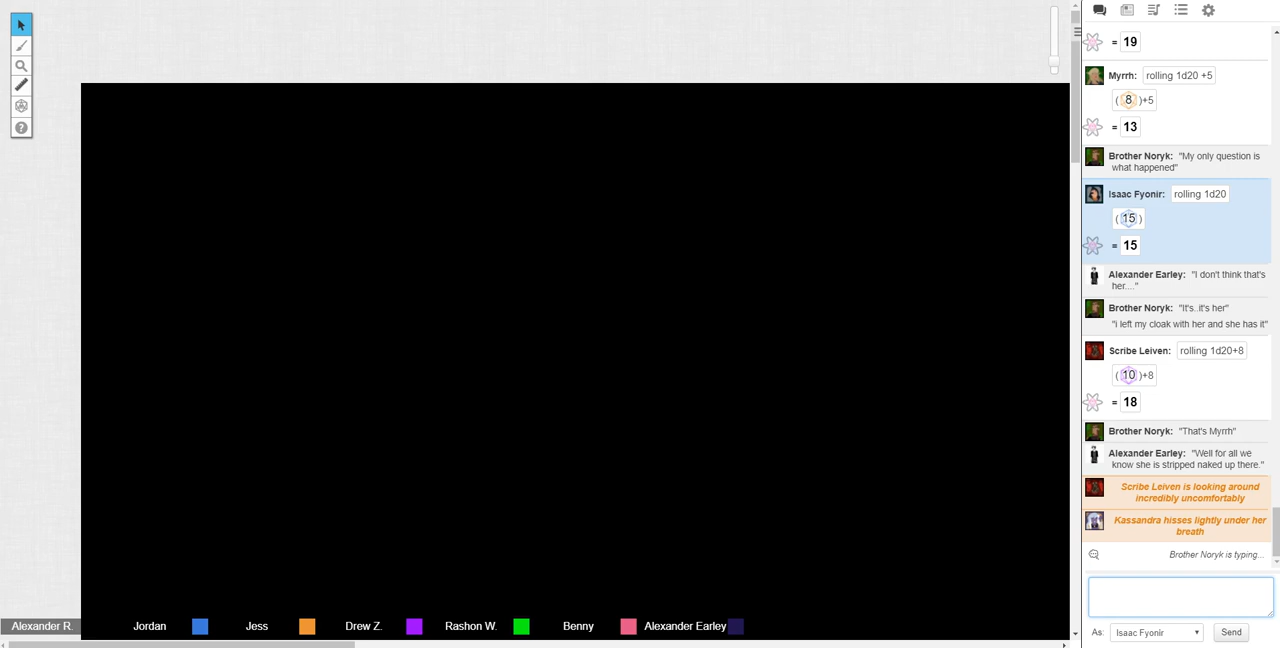 = 19
Myrrh: rolling 1d20 +5
( 8 )+5
= 13
Brother Noryk: "My only question is
what happened"
Isaac Fyonir: rolling 1d20
( 15 )
= 15
Alexander Earley: "I don't think that's
her...."
Brother Noryk: "It's..it's her"
"i left my cloak with her and she has it"
Scribe Leiven: rolling 1d20+8
( 10 )+8
= 18
Brother Noryk: "That's Myrrh"
Alexander Earley: "Well for all we
know she is stripped naked up there."
Scribe Leiven is looking around
incredibly uncomfortably
Kassandra hisses lightly under her
breath
Brother Noryk is typing...
As: Isaac Fyonir Send
Alexander R. Jordan Jess Drew Z. Rashon W. Benny Alexander Earley